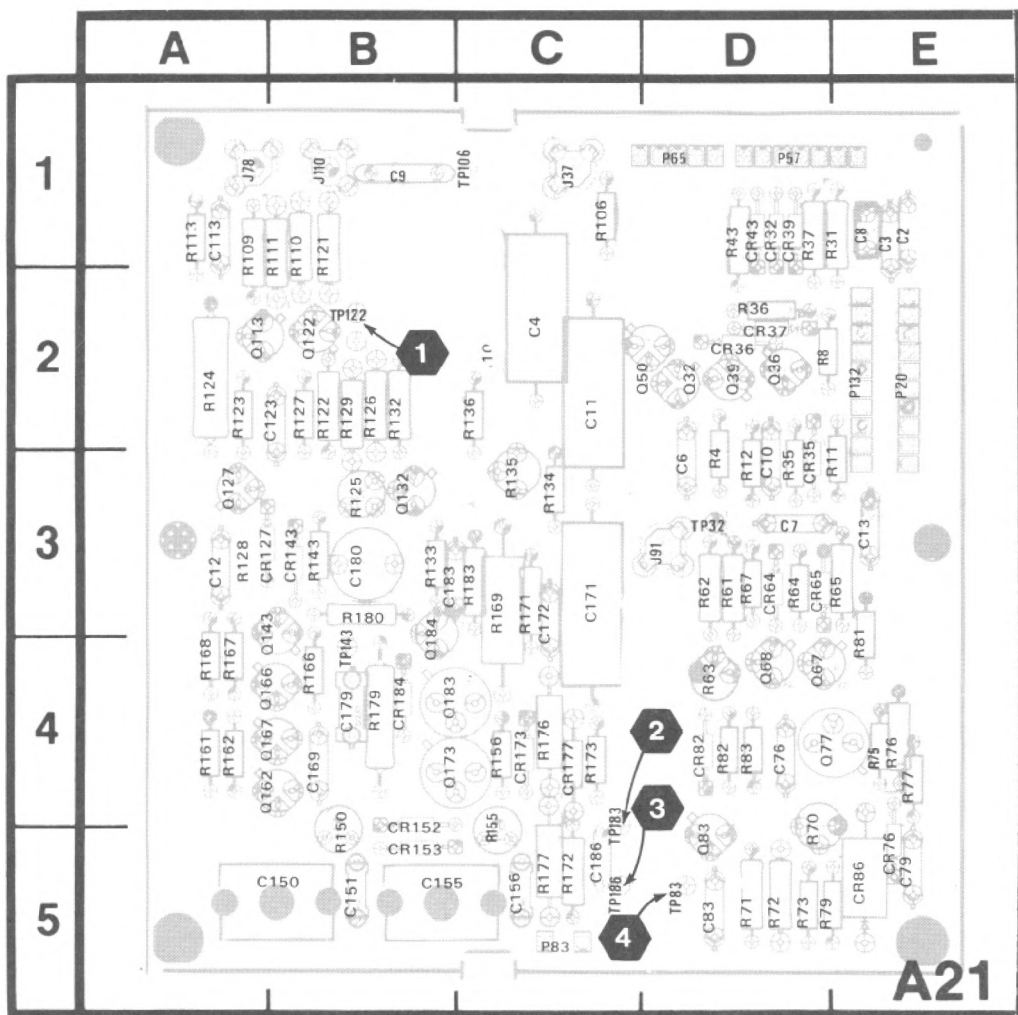 A B C D E
1
J78 J110 C9 TP106 J37 P65 P57
R113 C113 R109 R111 R110 R121 R106 R43 CR43 CR32 CR39 R37 R31 C8 C3 C2
2
TP122 R36
Q113 Q122 1 C4 CR37
CR36
R124 Q50 Q32 Q39 Q36 R8 P132 P20
R123 C123 R127 R122 R129 R126 R132 R136 C11
C6 R4 R12 C10 R35 CR35 R11
Q127 R125 Q132 R135 R134
3
TP32 C7 C13
C12 R128 CR127 CR143 R143 C180 R133 C183 R183 R169 R171 C172 C171 J91 R62 R61 R67 CR64 R64 CR65 R65
R180
R168 R167 Q143 R166 TP143 Q184 R81
Q166 C179 R179 CR184 Q183 R63 Q68 Q67
4
R161 R162 Q167 C169 Q173 R156 CR173 R176 CR177 R173 2 CR82 R82 R83 C76 Q77 R75 R76 R77
Q162 3
R150 CR152 R155 TP183 Q83 R70
CR153
5
C150 C151 C155 C156 R177 R172 C186 TP186 TP83 C83 R71 R72 R73 R79 CR86 CR76 C79
P83 4
A21